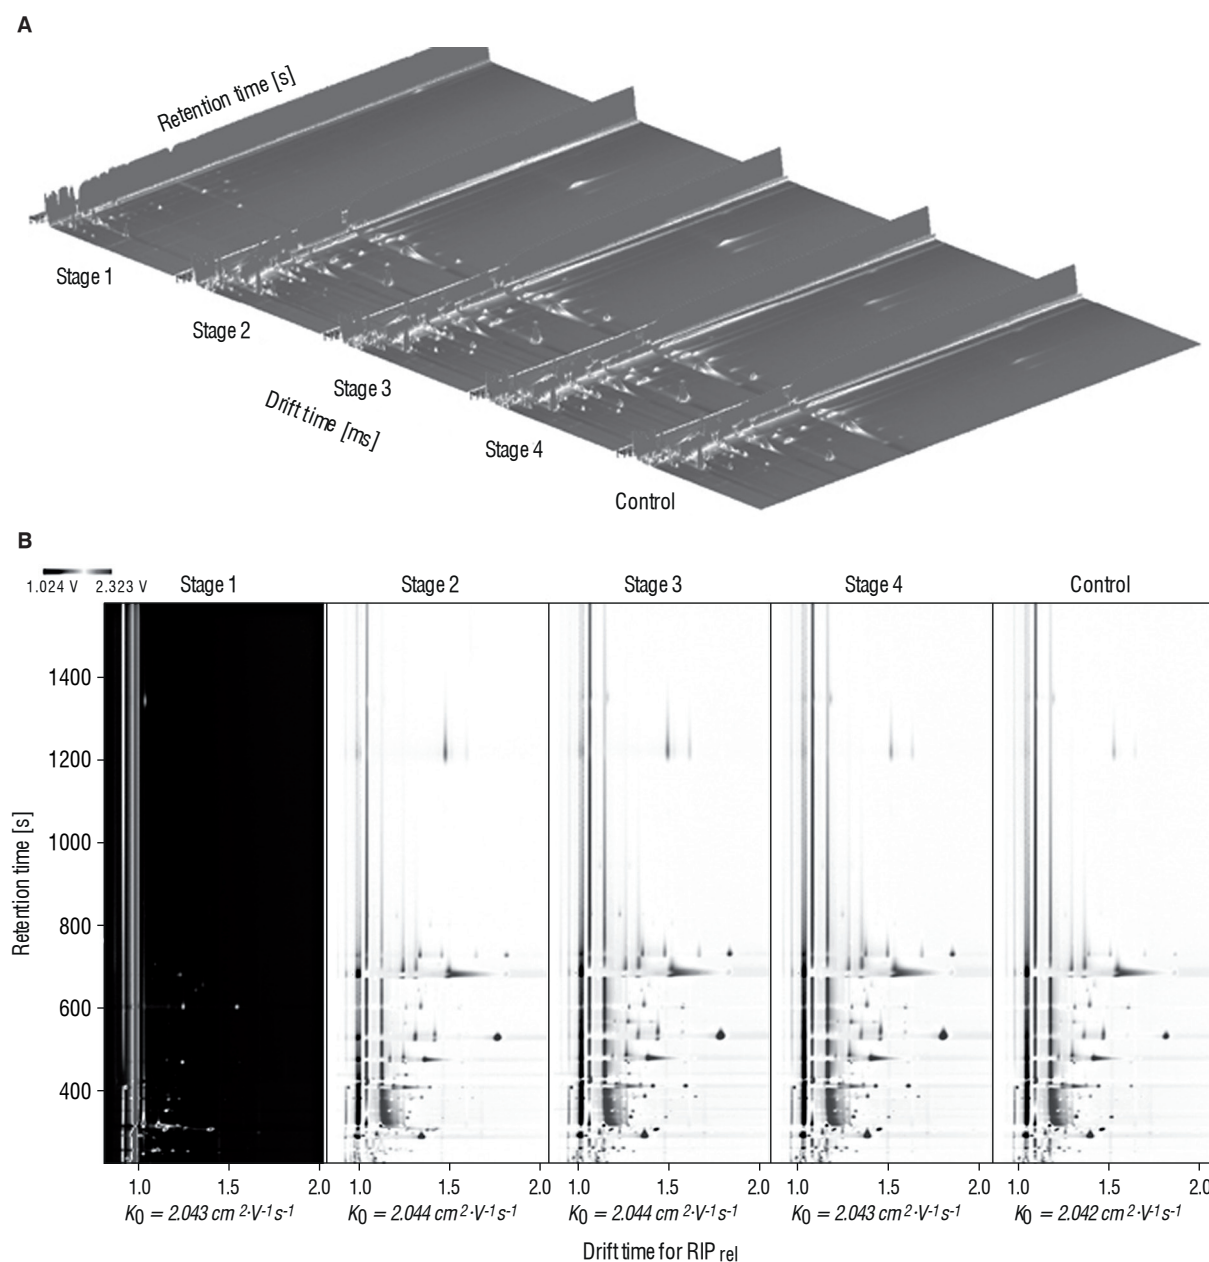 A
Retention time [s]
Stage 1
Stage 2
Stage 3
Drift time [ms]
Stage 4
Control
B
1.024 V 2.323 V
Stage 1 Stage 2 Stage 3 Stage 4 Control
1400
1200
1000
800
600
400
Retention time [s]
1.0 1.5 2.0 1.0 1.5 2.0 1.0 1.5 2.0 1.0 1.5 2.0 1.0 1.5 2.0
K0 = 2.043 cm²·V⁻¹s⁻¹ K0 = 2.044 cm²·V⁻¹s⁻¹ K0 = 2.044 cm²·V⁻¹s⁻¹ K0 = 2.043 cm²·V⁻¹s⁻¹ K0 = 2.042 cm²·V⁻¹s⁻¹
Drift time for RIP rel